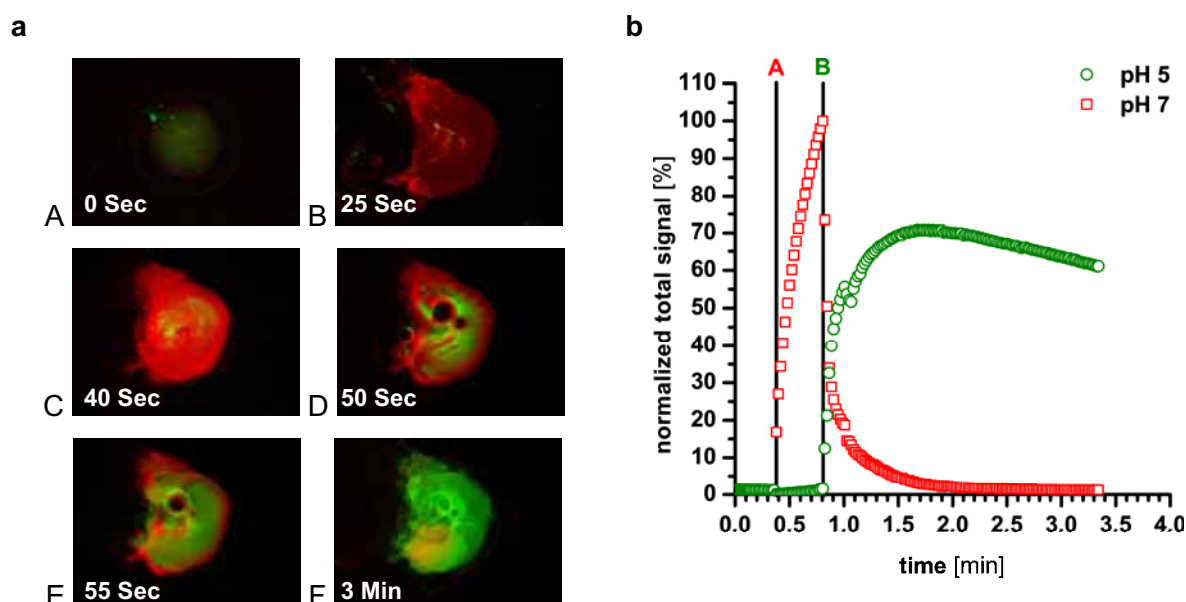 a
A 0 Sec
B 25 Sec
C 40 Sec
D 50 Sec
E 55 Sec
F 3 Min
b
A B
pH 5
pH 7
normalized total signal [%]
110
100
90
80
70
60
50
40
30
20
10
0
0.0 0.5 1.0 1.5 2.0 2.5 3.0 3.5 4.0
time [min]